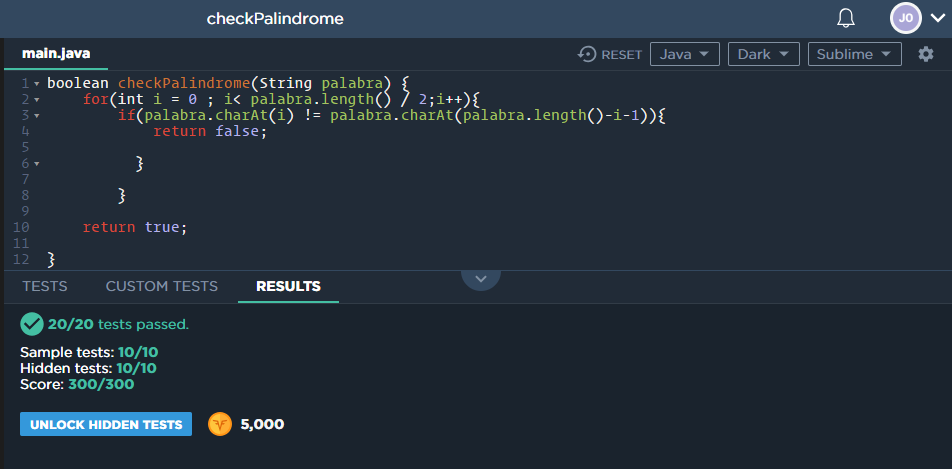 checkPalindrome
JO
main.java
RESET
Java
Dark
Sublime
1 boolean checkPalindrome(String palabra) {
2 for(int i = 0 ; i< palabra.length() / 2;i++){
3 if(palabra.charAt(i) != palabra.charAt(palabra.length()-i-1)){
4 return false;
5
6 }
7
8 }
9
10 return true;
11
12 }
TESTS CUSTOM TESTS RESULTS
20/20 tests passed.
Sample tests: 10/10
Hidden tests: 10/10
Score: 300/300
UNLOCK HIDDEN TESTS 5,000